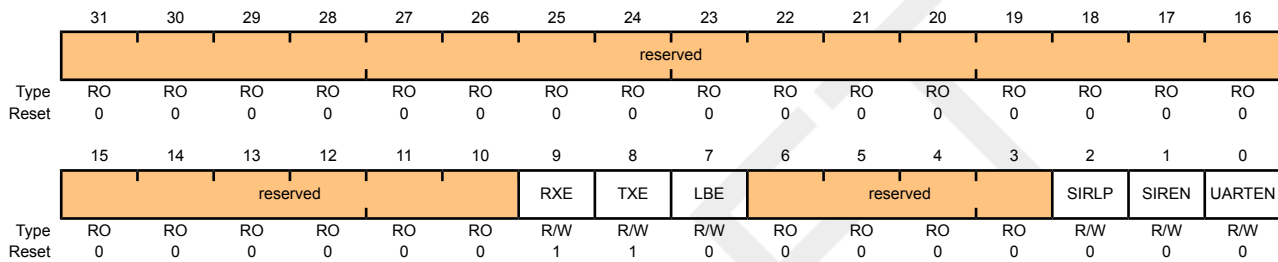 31 30 29 28 27 26 25 24 23 22 21 20 19 18 17 16
reserved
Type RO RO RO RO RO RO RO RO RO RO RO RO RO RO RO RO
Reset 0 0 0 0 0 0 0 0 0 0 0 0 0 0 0 0
15 14 13 12 11 10 9 8 7 6 5 4 3 2 1 0
reserved RXE TXE LBE reserved SIRLP SIREN UARTEN
Type RO RO RO RO RO RO R/W R/W R/W RO RO RO RO R/W R/W R/W
Reset 0 0 0 0 0 0 1 1 0 0 0 0 0 0 0 0